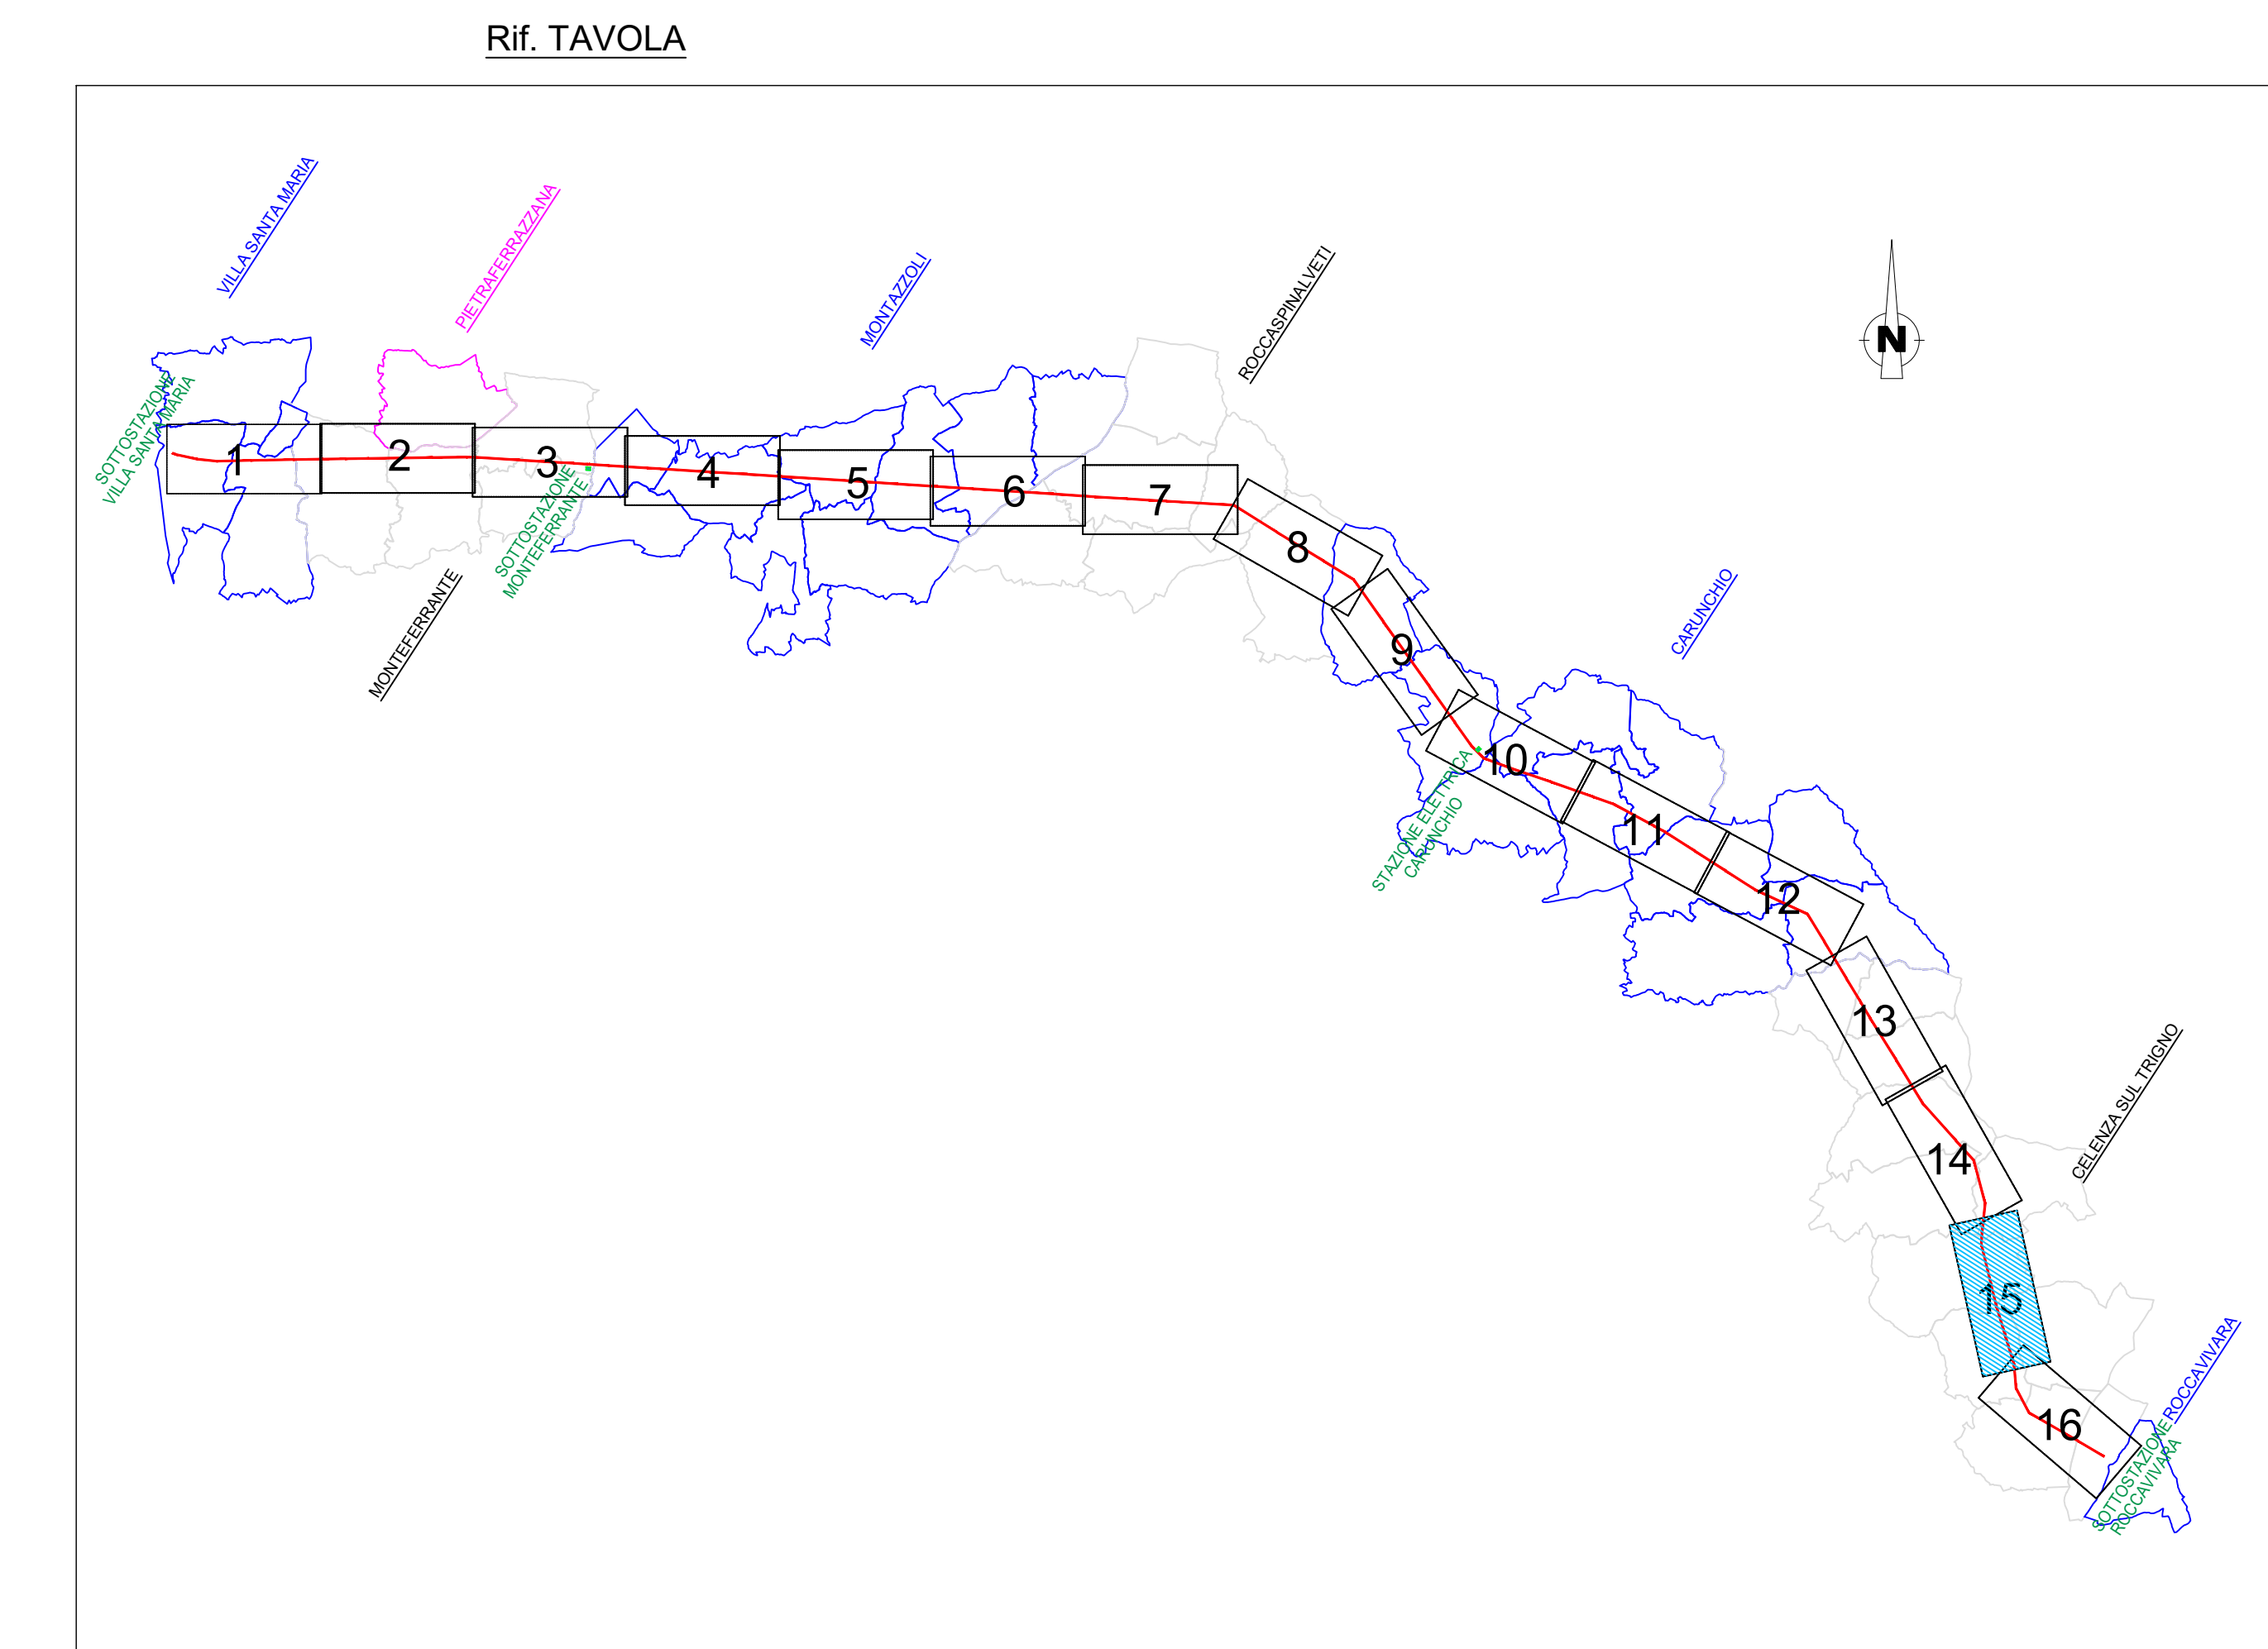 Rif. TAVOLA
VILLA SANTA MARIA
PIETRAFERRAZZANA
MONTAZZOLI
ROCCASPINALVETI
N
SOTTOSTAZIONE
VILLA SANTA MARIA
1
2
3
4
5
6
7
8
SOTTOSTAZIONE
MONTEFERRANTE
MONTEFERRANTE
9
CARUNCHIO
10
STAZIONE ELETTRICA
CARUNCHIO
11
12
13
14
CELENZA SUL TRIGNO
15
16
ROCCAVIVARA
SOTTOSTAZIONE
ROCCAVIVARA